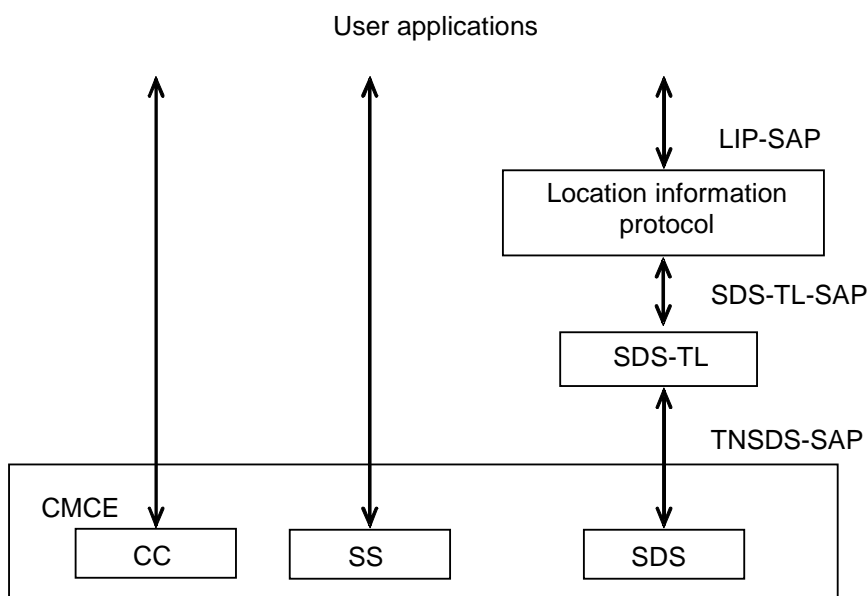 User applications
LIP-SAP
Location information
protocol
SDS-TL-SAP
SDS-TL
TNSDS-SAP
CMCE
CC
SS
SDS